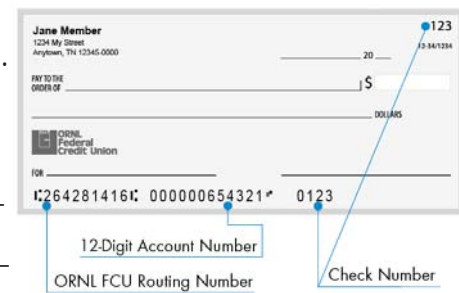 Jane Member
123
1234 My Street
Anytown, TN 12345-0000
12-34/1234
20
PAY TO THE
ORDER OF
$
DOLLARS
ORNL
Federal
Credit Union
FOR
⑆264281416⑆ 000000654321⑈ 0123
12-Digit Account Number
ORNL FCU Routing Number
Check Number